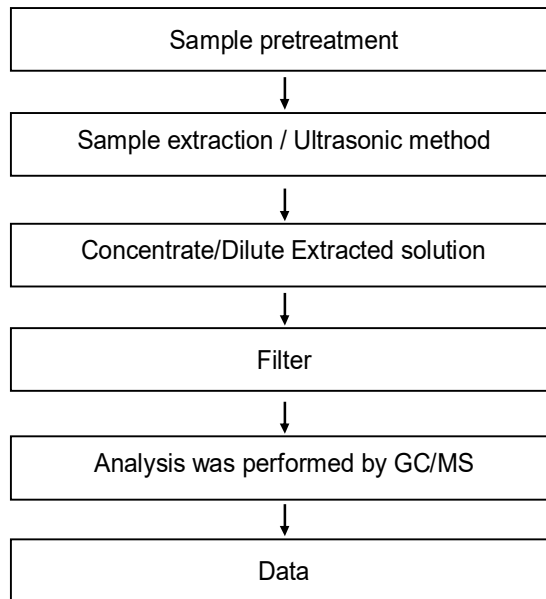 Sample pretreatment
Sample extraction / Ultrasonic method
Concentrate/Dilute Extracted solution
Filter
Analysis was performed by GC/MS
Data